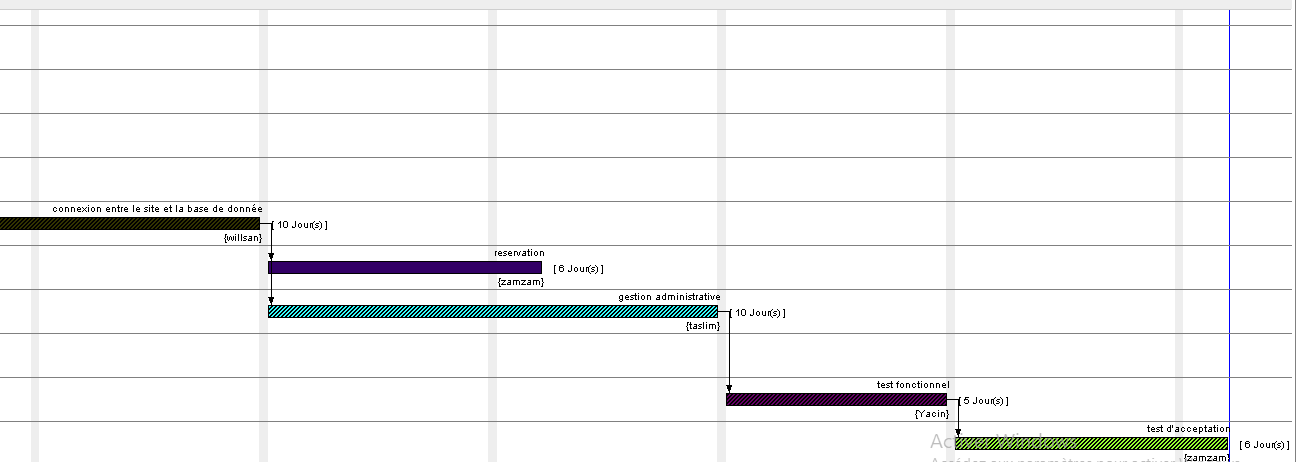 connexion entre le site et la base de donnée
[ 10 Jour(s) ]
{willsan}
reservation
[ 6 Jour(s) ]
{zamzam}
gestion administrative
[ 10 Jour(s) ]
{taslim}
test fonctionnel
[ 5 Jour(s) ]
{Yacin}
test d'acceptation
[ 6 Jour(s) ]
{zamzam}